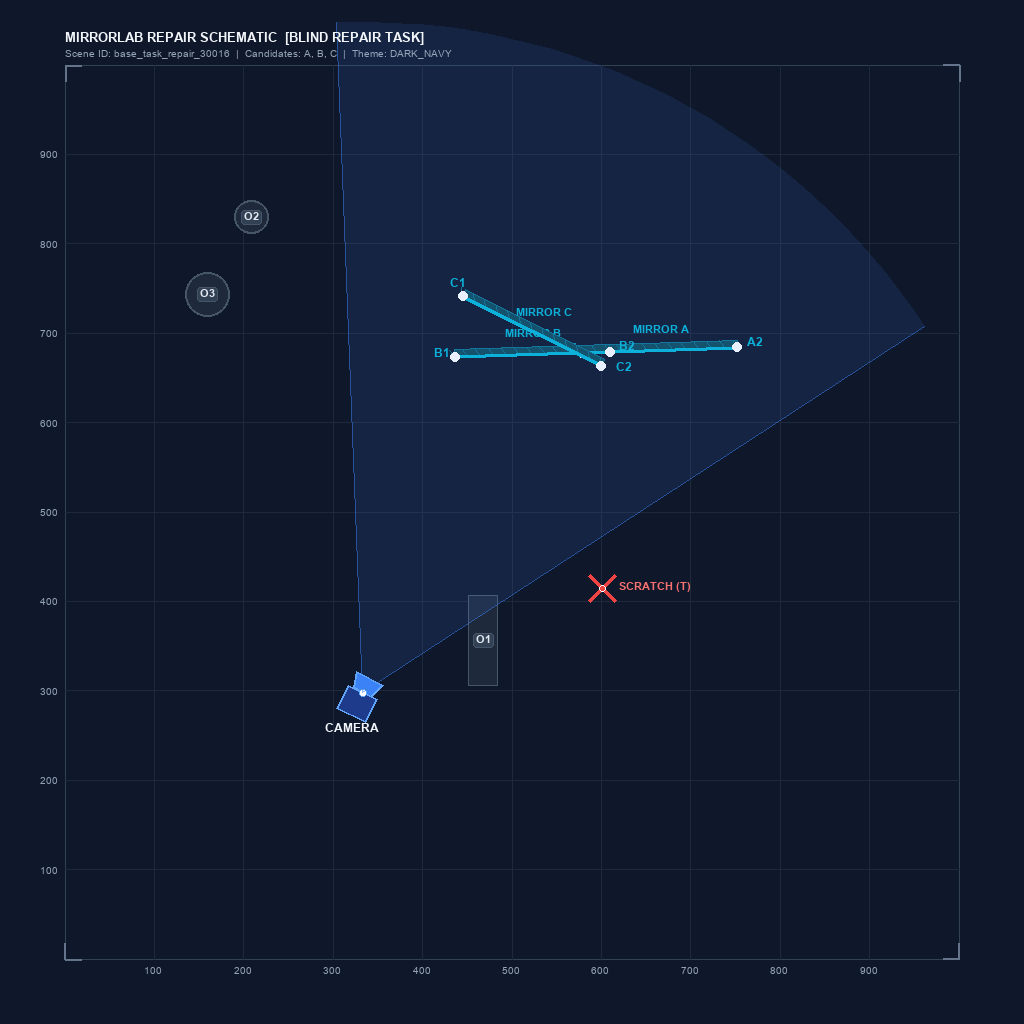 MIRRORLAB REPAIR SCHEMATIC [BLIND REPAIR TASK]
Scene ID: base_task_repair_30016 | Candidates: A, B, C | Theme: DARK_NAVY
900
800
700
600
500
400
300
200
100
O2
O3
C1
MIRROR C
MIRROR B
MIRROR A
B1
B2
A2
C2
SCRATCH (T)
O1
CAMERA
100
200
300
400
500
600
700
800
900